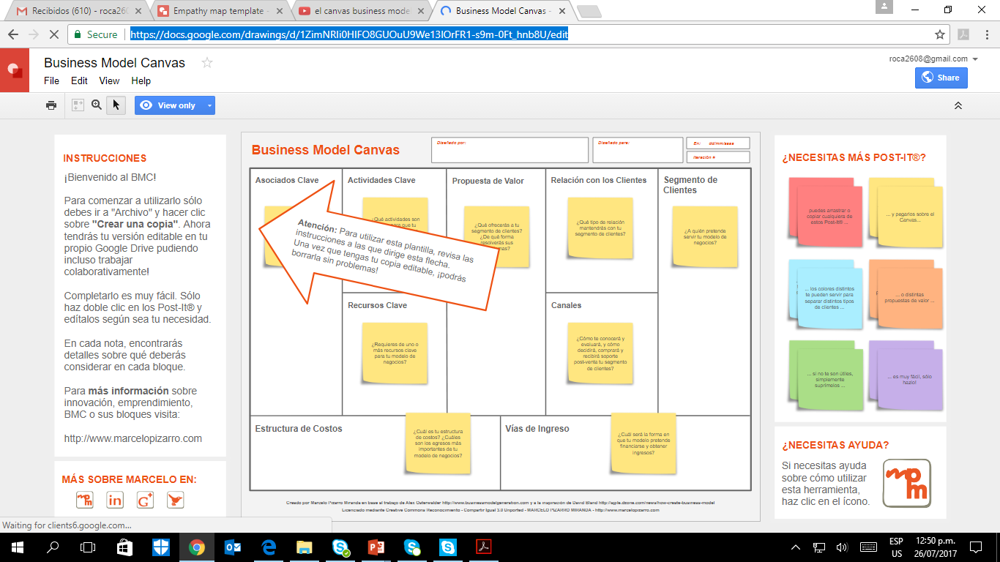 Recibidos (610) - roca260
Empathy map template -
el canvas business mode
Business Model Canvas -
Secure
https://docs.google.com/drawings/d/1ZimNRIi0HIFO8GUOuU9We13IOrFR1-s9m-0Ft_hnb8U/edit
Business Model Canvas
roca2608@gmail.com
File Edit View Help
Share
View only
INSTRUCCIONES
¡Bienvenido al BMC!
Para comenzar a utilizarlo sólo
debes ir a "Archivo" y hacer clic
sobre "Crear una copia". Ahora
tendrás tu versión editable en tu
propio Google Drive pudiendo
incluso trabajar
colaborativamente!
Completarlo es muy fácil. Sólo
haz doble clic en los Post-It® y
edítalos según sea tu necesidad.
En cada nota, encontrarás
detalles sobre qué deberás
considerar en cada bloque.
Para más información sobre
innovación, emprendimiento,
BMC o sus bloques visita:
http://www.marcelopizarro.com
MÁS SOBRE MARCELO EN:
Business Model Canvas
Diseñado por:
Diseñado para:
En: dd/mm/aaaa
Iteración #
Asociados Clave
Actividades Clave
¿Qué actividades son
para que tu
Propuesta de Valor
¿Qué ofrecerás a tu
segmento de clientes?
¿De qué forma
resolverás sus
Relación con los Clientes
¿Qué tipo de relación
mantendrás con tu
segmento de clientes?
Segmento de
Clientes
¿A quién pretende
servir tu modelo de
negocios?
Atención: Para utilizar esta plantilla, revisa las
instrucciones a las que dirige esta flecha.
Una vez que tengas tu copia editable, ¡podrás
borrarla sin problemas!
Recursos Clave
¿Requieres de uno o
más recursos clave
para tu modelo de
negocios?
Canales
¿Cómo te conocerá y
evaluará, y cómo
decidirá, comprará y
recibirá soporte
post-venta tu segmento
de clientes?
Estructura de Costos
¿Cuál es tu estructura
de costos? ¿Cuáles
son los egresos más
importantes de tu
modelo de negocios?
Vías de Ingreso
¿Cuál será la forma en
que tu modelo pretende
financiarse y obtener
ingresos?
Creado por Marcelo Pizarro Miranda en base al trabajo de Alex Osterwalder http://www.businessmodelgeneration.com y a la inspiración de David Bland http://agile.dzone.com/news/how-create-business-model
Licenciado mediante Creative Commons Reconocimiento - Compartir Igual 3.0 Unported - MARCELO PIZARRO MIRANDA - http://www.marcelopizarro.com
¿NECESITAS MÁS POST-IT®?
puedes arrastrar o
copiar cualquiera de
estos Post-It® ...
... y pegarlos sobre el
Canvas...
... los colores distintos
te pueden servir para
separar distintos tipos
de clientes ...
... o distintas
propuestas de valor ...
... si no te son útiles,
simplemente
suprímelos ...
... es muy fácil, sólo
hazlo!
¿NECESITAS AYUDA?
Si necesitas ayuda
sobre cómo utilizar
esta herramienta,
haz clic en el ícono.
mpm
Waiting for clients6.google.com...
ESP
US
12:50 p.m.
26/07/2017